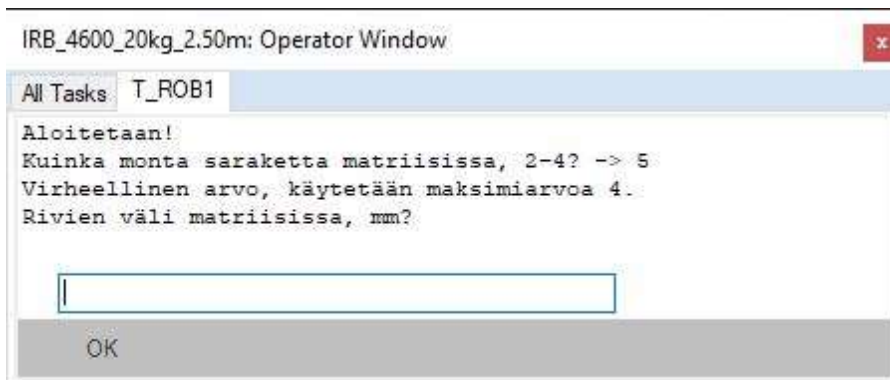 IRB_4600_20kg_2.50m: Operator Window
x
All Tasks T_ROB1
Aloitetaan!
Kuinka monta saraketta matriisissa, 2-4? -> 5
Virheellinen arvo, käytetään maksimiarvoa 4.
Rivien väli matriisissa, mm?
OK